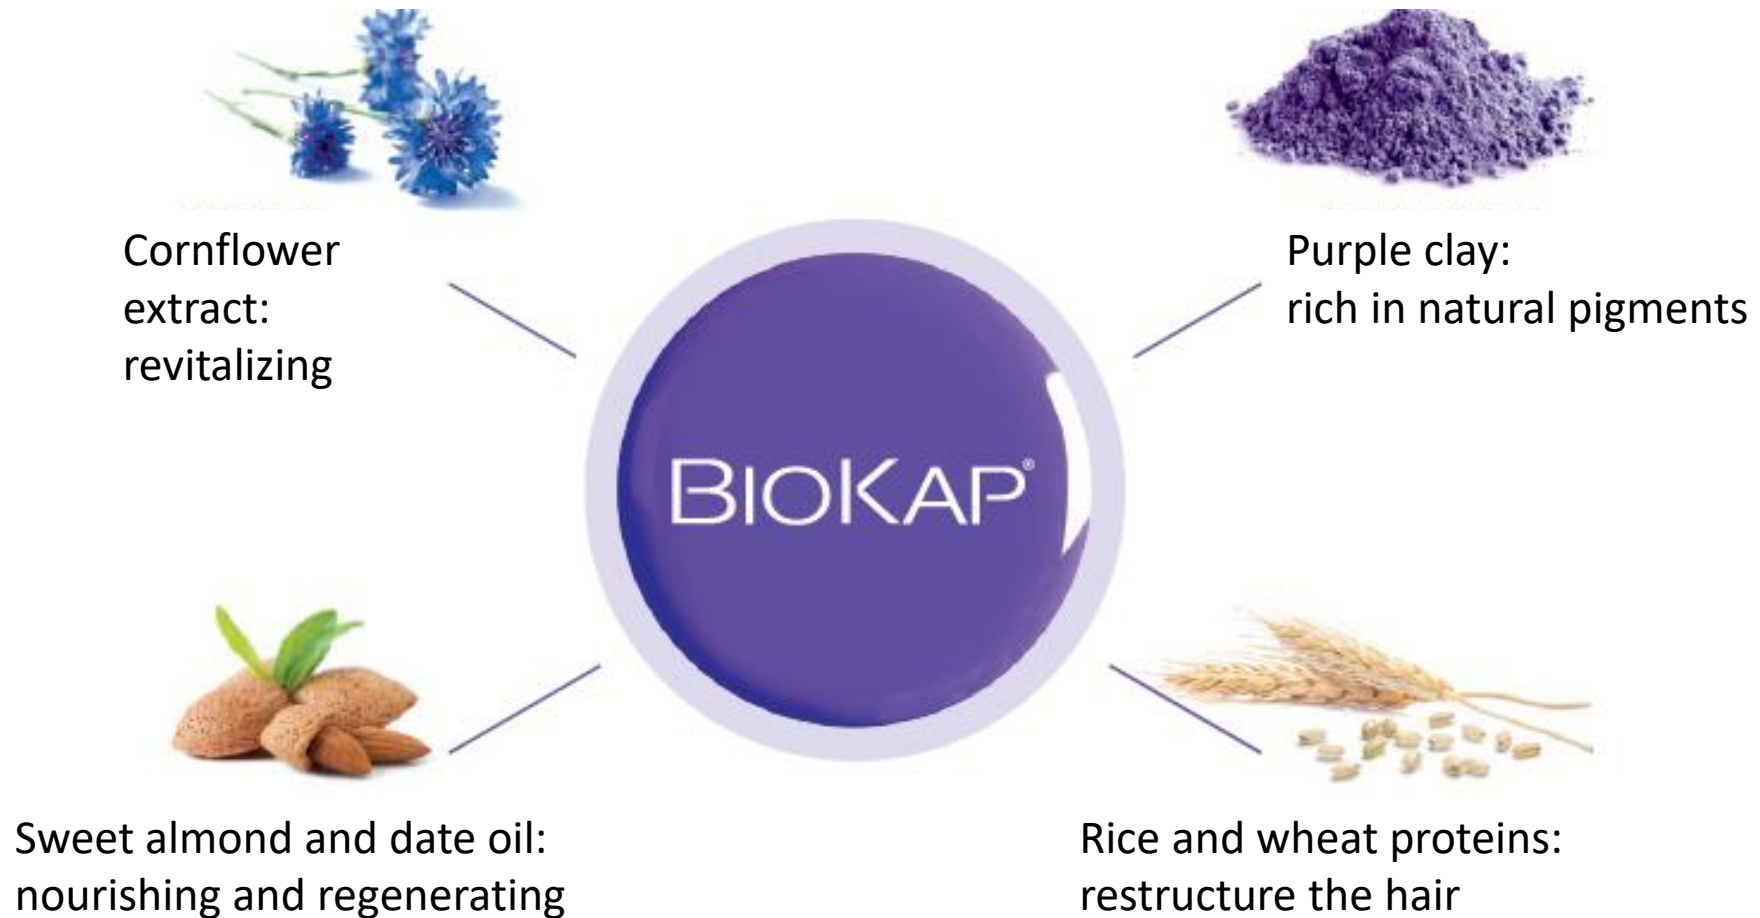 Cornflower
extract:
revitalizing
Purple clay:
rich in natural pigments
BIOKAP®
Sweet almond and date oil:
nourishing and regenerating
Rice and wheat proteins:
restructure the hair